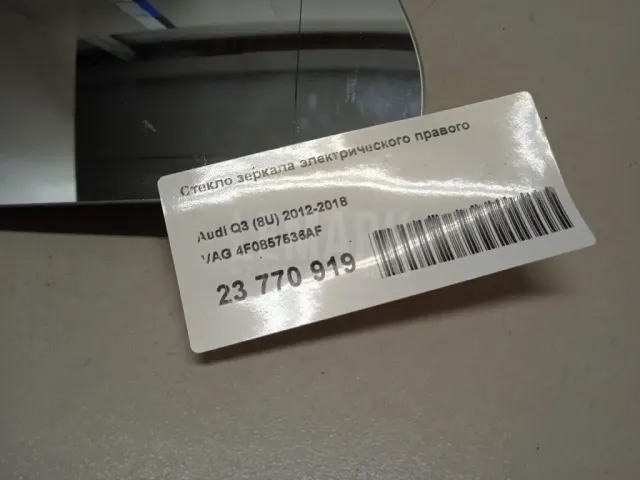 Стекло зеркала электрического правого
Audi Q3 (8U) 2012-2018
VAG 4F0857536AF
23 770 919